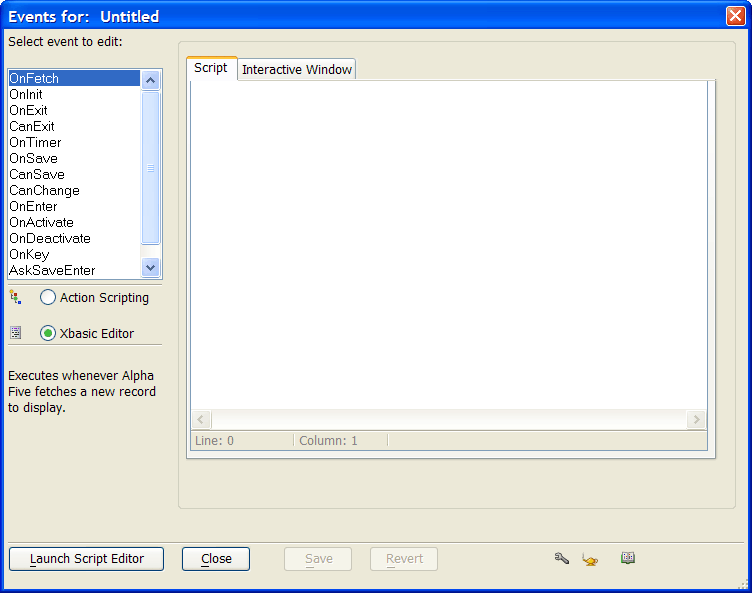 Events for: Untitled
Select event to edit:
Script
Interactive Window
OnFetch
OnInit
OnExit
CanExit
OnTimer
OnSave
CanSave
CanChange
OnEnter
OnActivate
OnDeactivate
OnKey
AskSaveEnter
Action Scripting
Xbasic Editor
Executes whenever Alpha
Five fetches a new record
to display.
Line: 0
Column: 1
Launch Script Editor
Close
Save
Revert